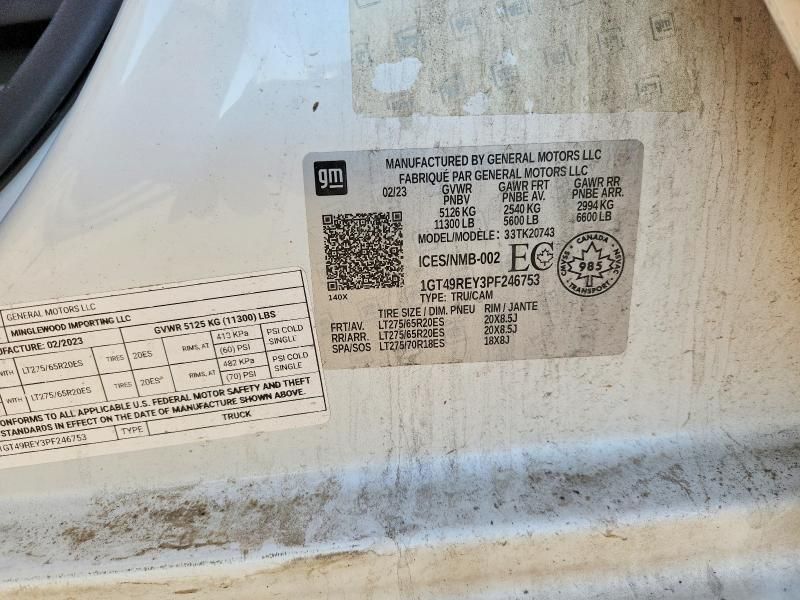 gm
MANUFACTURED BY GENERAL MOTORS LLC
FABRIQUÉ PAR GENERAL MOTORS LLC
02/23 GVWR GAWR FRT GAWR RR
PNBV PNBE AV. PNBE ARR.
5126 KG 2540 KG 2994 KG
11300 LB 5600 LB 6600 LB
MODEL/MODÈLE: 33TK20743
ICES/NMB-002 EC
CANADA
985
TRANSPORT
CMVSS
NSVAC
140X
1GT49REY3PF246753
TYPE: TRU/CAM
TIRE SIZE / DIM. PNEU RIM / JANTE
FRT/AV. LT275/65R20ES 20X8.5J
RR/ARR. LT275/65R20ES 20X8.5J
SPA/SOS LT275/70R18ES 18X8J
GENERAL MOTORS LLC
MINGLEWOOD IMPORTING LLC
FACTURE: 02/2023 GVWR 5125 KG (11300) LBS
WITH LT275/65R20ES TIRES 20ES RIMS, AT 413 KPA (60) PSI PSI COLD SINGLE
WITH LT275/65R20ES TIRES 20ES RIMS, AT 482 KPA (70) PSI PSI COLD SINGLE
CONFORMS TO ALL APPLICABLE U.S. FEDERAL MOTOR SAFETY AND THEFT
STANDARDS IN EFFECT ON THE DATE OF MANUFACTURE SHOWN ABOVE.
1GT49REY3PF246753 TYPE TRUCK